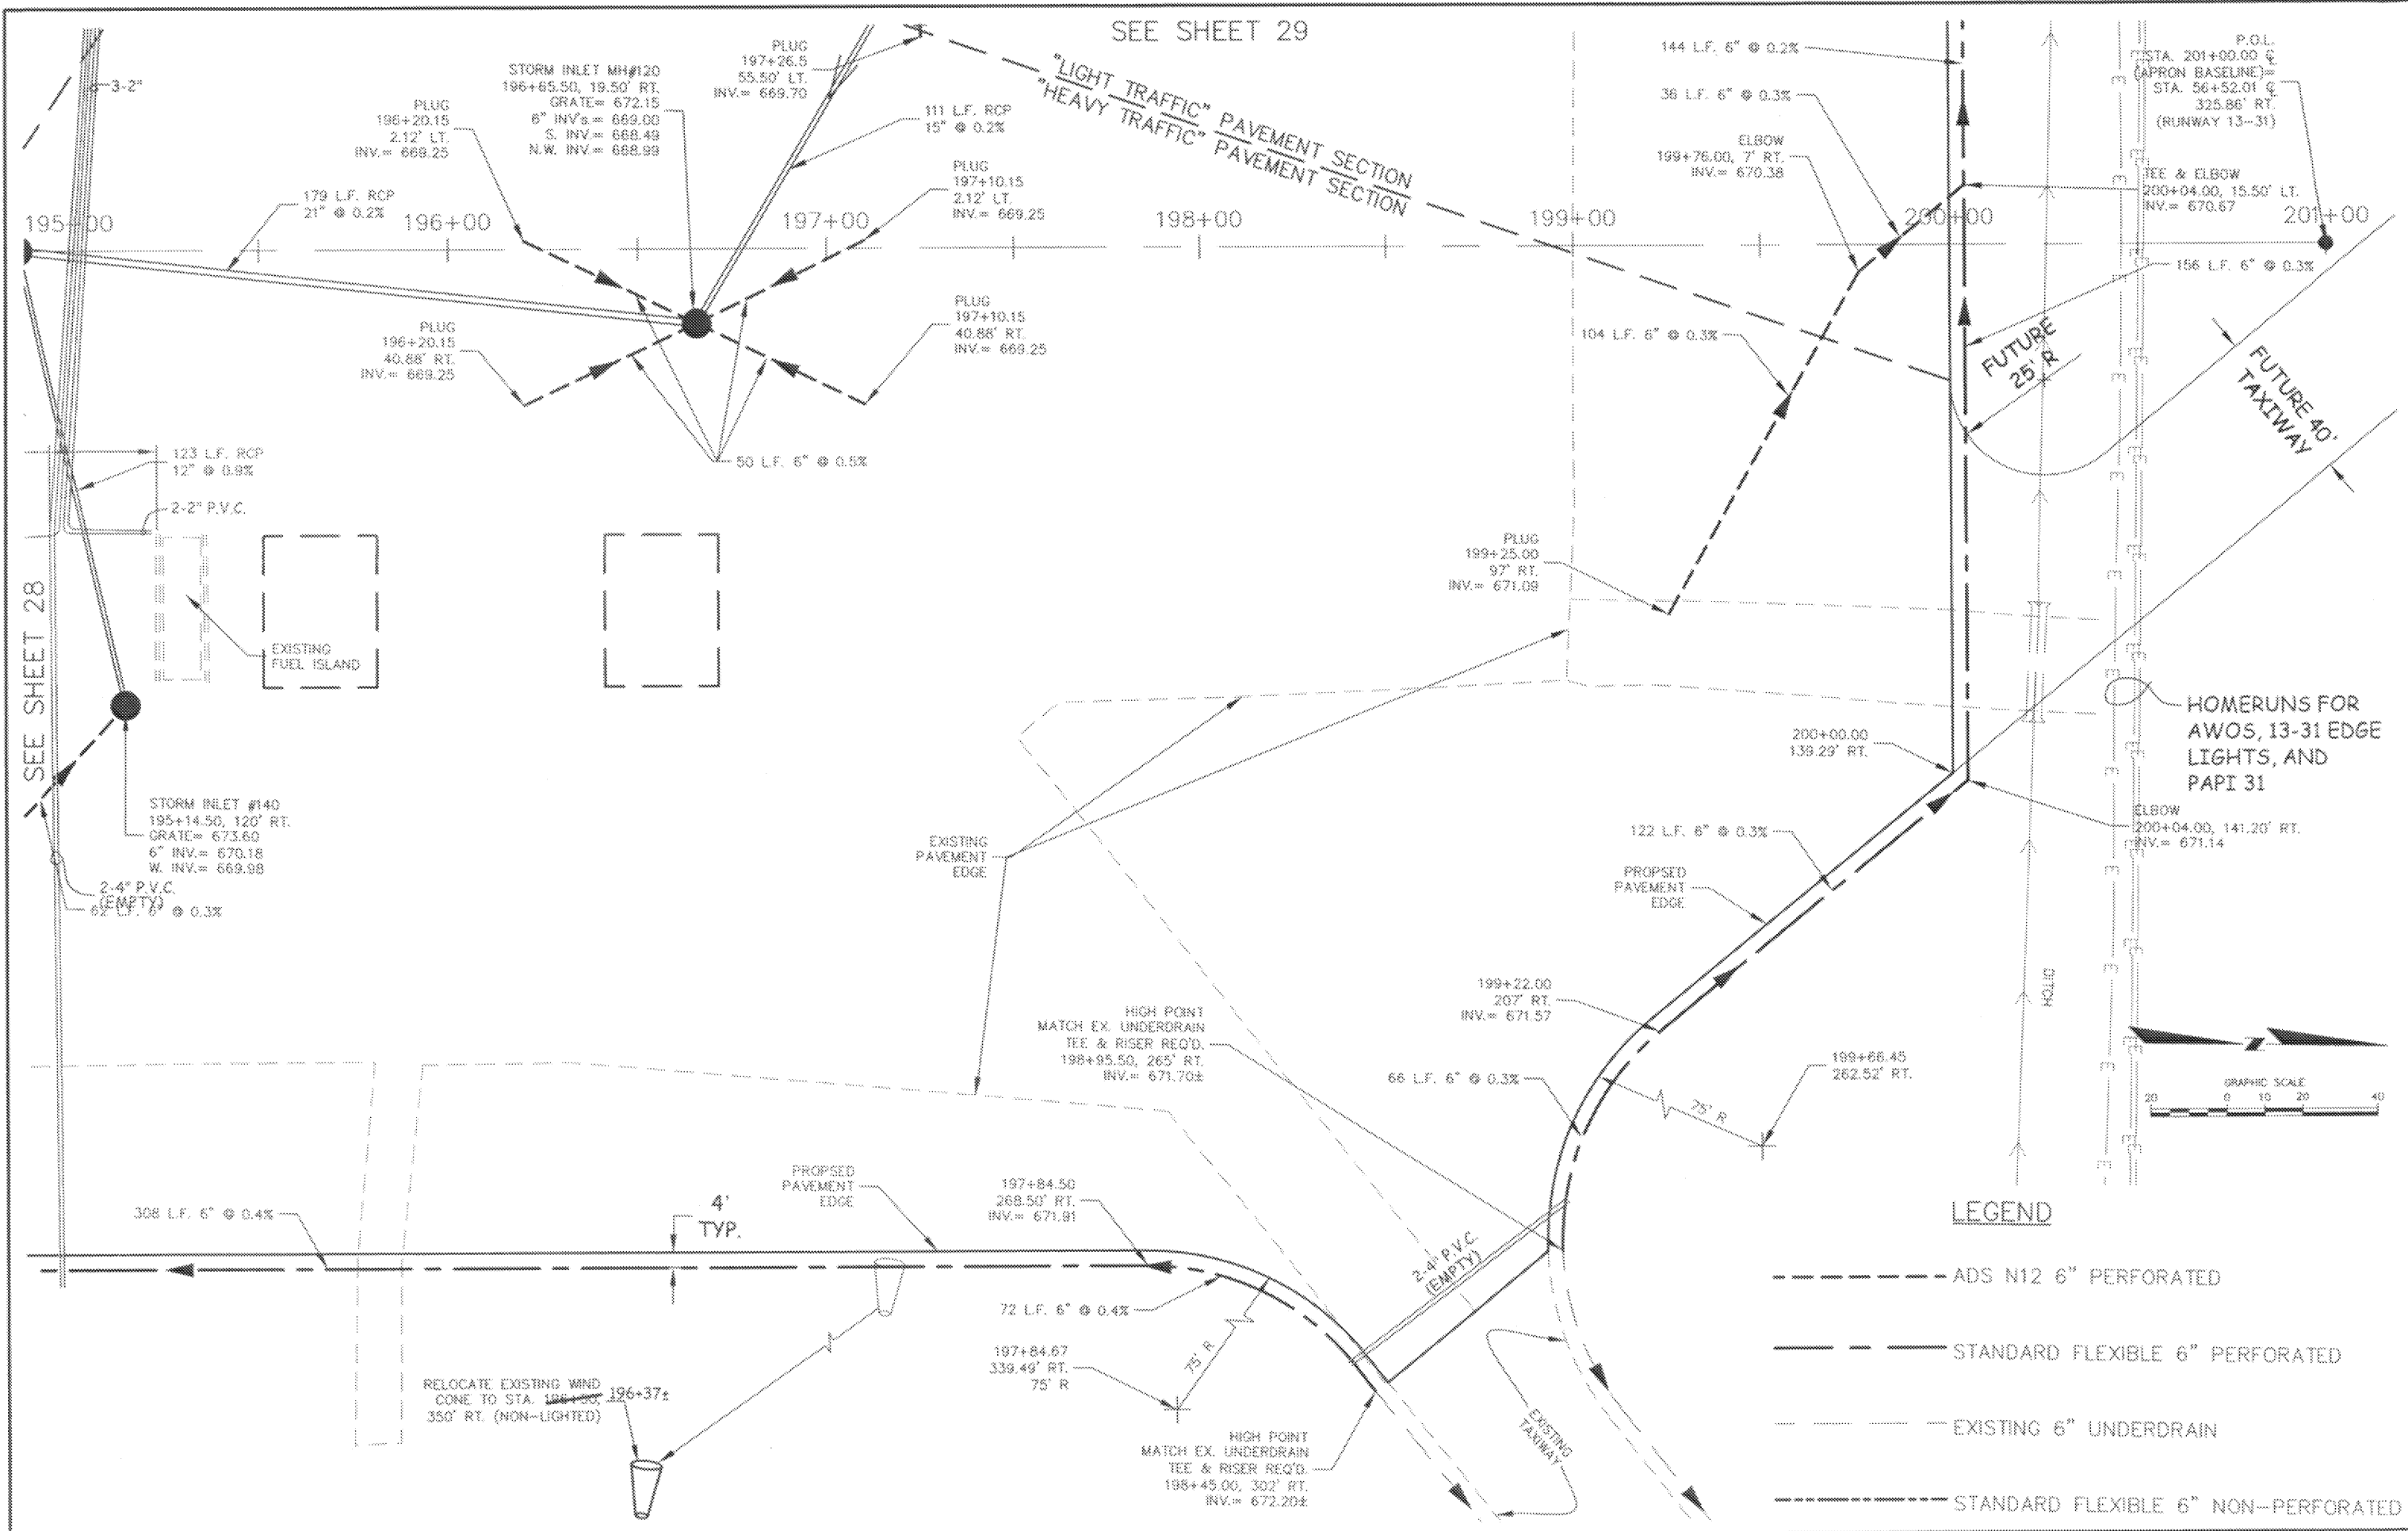 SEE SHEET 29
3-2"
PLUG
196+20.15
2.12' LT.
INV.= 669.25
STORM INLET MH#120
196+65.50, 19.50' RT.
GRATE= 672.15
6" INV's.= 669.00
S. INV.= 668.49
N.W. INV.= 668.99
PLUG
197+26.5
55.50' LT.
INV.= 669.70
111 L.F. RCP
15" @ 0.2%
PLUG
197+10.15
2.12' LT.
INV.= 669.25
"LIGHT TRAFFIC" PAVEMENT SECTION
"HEAVY TRAFFIC" PAVEMENT SECTION
144 L.F. 6" @ 0.2%
36 L.F. 6" @ 0.3%
ELBOW
199+76.00, 7' RT.
INV.= 670.38
P.O.L.
STA. 201+00.00 ℄
(APRON BASELINE)=
STA. 56+52.01 ℄
325.86' RT.
(RUNWAY 13-31)
TEE & ELBOW
200+04.00, 15.50' LT.
INV.= 670.67
179 L.F. RCP
21" @ 0.2%
195+00
196+00
197+00
198+00
199+00
200+00
201+00
156 L.F. 6" @ 0.3%
PLUG
196+20.15
40.88' RT.
INV.= 669.25
PLUG
197+10.15
40.88' RT.
INV.= 669.25
104 L.F. 6" @ 0.3%
FUTURE
25' R
FUTURE 40'
TAXIWAY
123 L.F. RCP
12" @ 0.9%
50 L.F. 6" @ 0.5%
2-2" P.V.C.
SEE SHEET 28
EXISTING
FUEL ISLAND
PLUG
199+25.00
97' RT.
INV.= 671.09
200+00.00
139.29' RT.
HOMERUNS FOR
AWOS, 13-31 EDGE
LIGHTS, AND
PAPI 31
STORM INLET #140
195+14.50, 120' RT.
GRATE= 673.60
6" INV.= 670.18
W. INV.= 669.98
2-4" P.V.C.
(EMPTY)
62 L.F. 6" @ 0.3%
EXISTING
PAVEMENT
EDGE
122 L.F. 6" @ 0.3%
ELBOW
200+04.00, 141.20' RT.
INV.= 671.14
PROPSED
PAVEMENT
EDGE
DITCH
199+22.00
207' RT.
INV.= 671.57
HIGH POINT
MATCH EX. UNDERDRAIN
TEE & RISER REQ'D.
198+95.50, 265' RT.
INV.= 671.70±
66 L.F. 6" @ 0.3%
75' R
199+66.45
262.52' RT.
GRAPHIC SCALE
20 0 10 20 40
308 L.F. 6" @ 0.4%
4'
TYP.
PROPSED
PAVEMENT
EDGE
197+84.50
268.50' RT.
INV.= 671.91
2-4" P.V.C.
(EMPTY)
72 L.F. 6" @ 0.4%
75' R
197+84.67
339.49' RT.
75' R
RELOCATE EXISTING WIND
CONE TO STA. 196+37±
350' RT. (NON-LIGHTED)
HIGH POINT
MATCH EX. UNDERDRAIN
TEE & RISER REQ'D.
198+45.00, 302' RT.
INV.= 672.20±
EXISTING
TAXIWAY
LEGEND
ADS N12 6" PERFORATED
STANDARD FLEXIBLE 6" PERFORATED
EXISTING 6" UNDERDRAIN
STANDARD FLEXIBLE 6" NON-PERFORATED